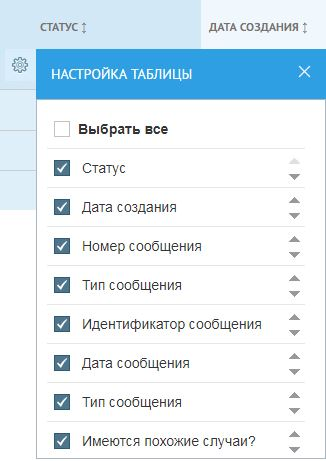 СТАТУС ДАТА СОЗДАНИЯ
НАСТРОЙКА ТАБЛИЦЫ
Выбрать все
Статус
Дата создания
Номер сообщения
Тип сообщения
Идентификатор сообщения
Дата сообщения
Тип сообщения
Имеются похожие случаи?